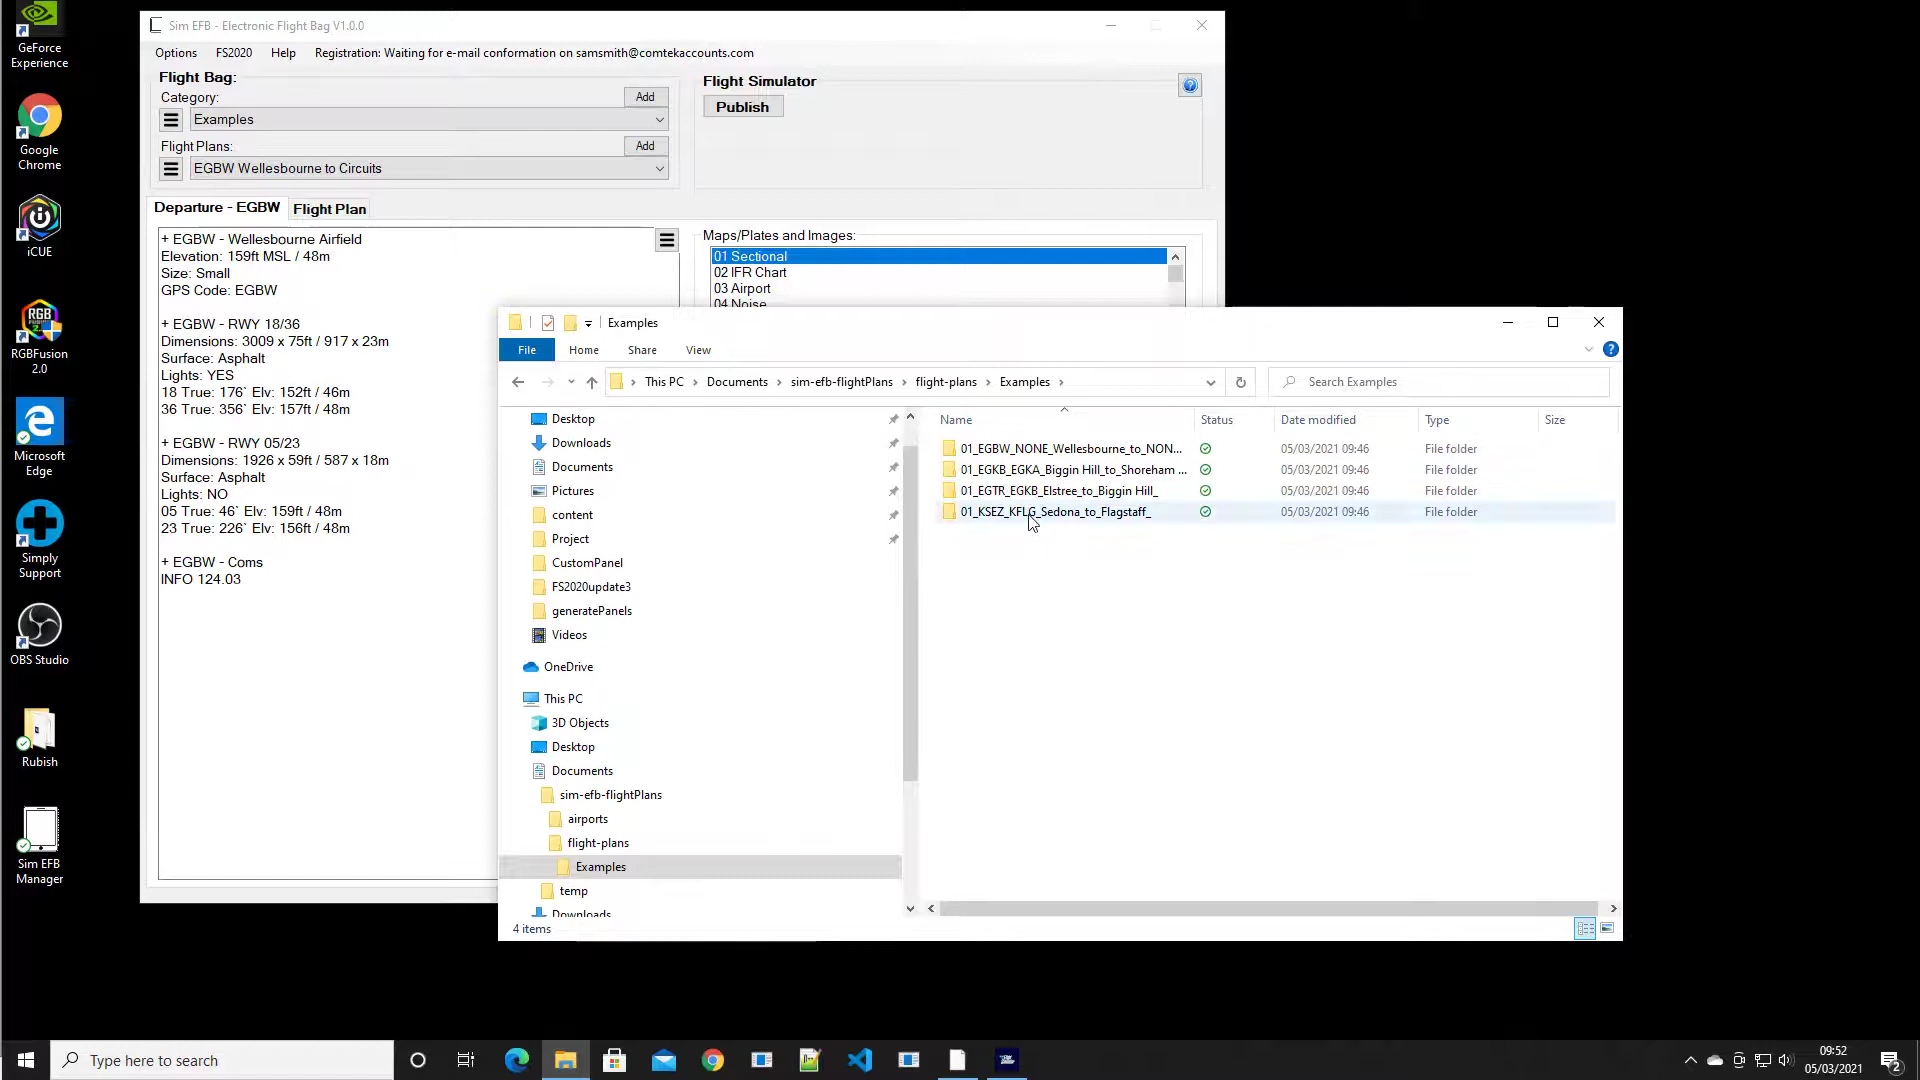 GeForce
Experience
Google
Chrome
iCUE
RGB
RGBFusion
2.0
Microsoft
Edge
Simply
Support
OBS Studio
Rubish
Sim EFB
Manager
Sim EFB - Electronic Flight Bag V1.0.0
Options FS2020 Help Registration: Waiting for e-mail conformation on samsmith@comtekaccounts.com
Flight Bag:
Category:
Add
Examples
Flight Plans:
Add
EGBW Wellesbourne to Circuits
Flight Simulator
Publish
Departure - EGBW Flight Plan
+ EGBW - Wellesbourne Airfield
Elevation: 159ft MSL / 48m
Size: Small
GPS Code: EGBW
+ EGBW - RWY 18/36
Dimensions: 3009 x 75ft / 917 x 23m
Surface: Asphalt
Lights: YES
18 True: 176` Elv: 152ft / 46m
36 True: 356` Elv: 157ft / 48m
+ EGBW - RWY 05/23
Dimensions: 1926 x 59ft / 587 x 18m
Surface: Asphalt
Lights: NO
05 True: 46` Elv: 159ft / 48m
23 True: 226` Elv: 156ft / 48m
+ EGBW - Coms
INFO 124.03
Maps/Plates and Images:
01 Sectional
02 IFR Chart
03 Airport
04 Noise
Examples
File Home Share View
This PC Documents sim-efb-flightPlans flight-plans Examples
Search Examples
Desktop
Downloads
Documents
Pictures
content
Project
CustomPanel
FS2020update3
generatePanels
Videos
OneDrive
This PC
3D Objects
Desktop
Documents
sim-efb-flightPlans
airports
flight-plans
Examples
temp
Downloads
Name Status Date modified Type Size
01_EGBW_NONE_Wellesbourne_to_NON... 05/03/2021 09:46 File folder
01_EGKB_EGKA_Biggin Hill_to_Shoreham ... 05/03/2021 09:46 File folder
01_EGTR_EGKB_Elstree_to_Biggin Hill_ 05/03/2021 09:46 File folder
01_KSEZ_KFLG_Sedona_to_Flagstaff_ 05/03/2021 09:46 File folder
4 items
Type here to search
09:52
05/03/2021
2